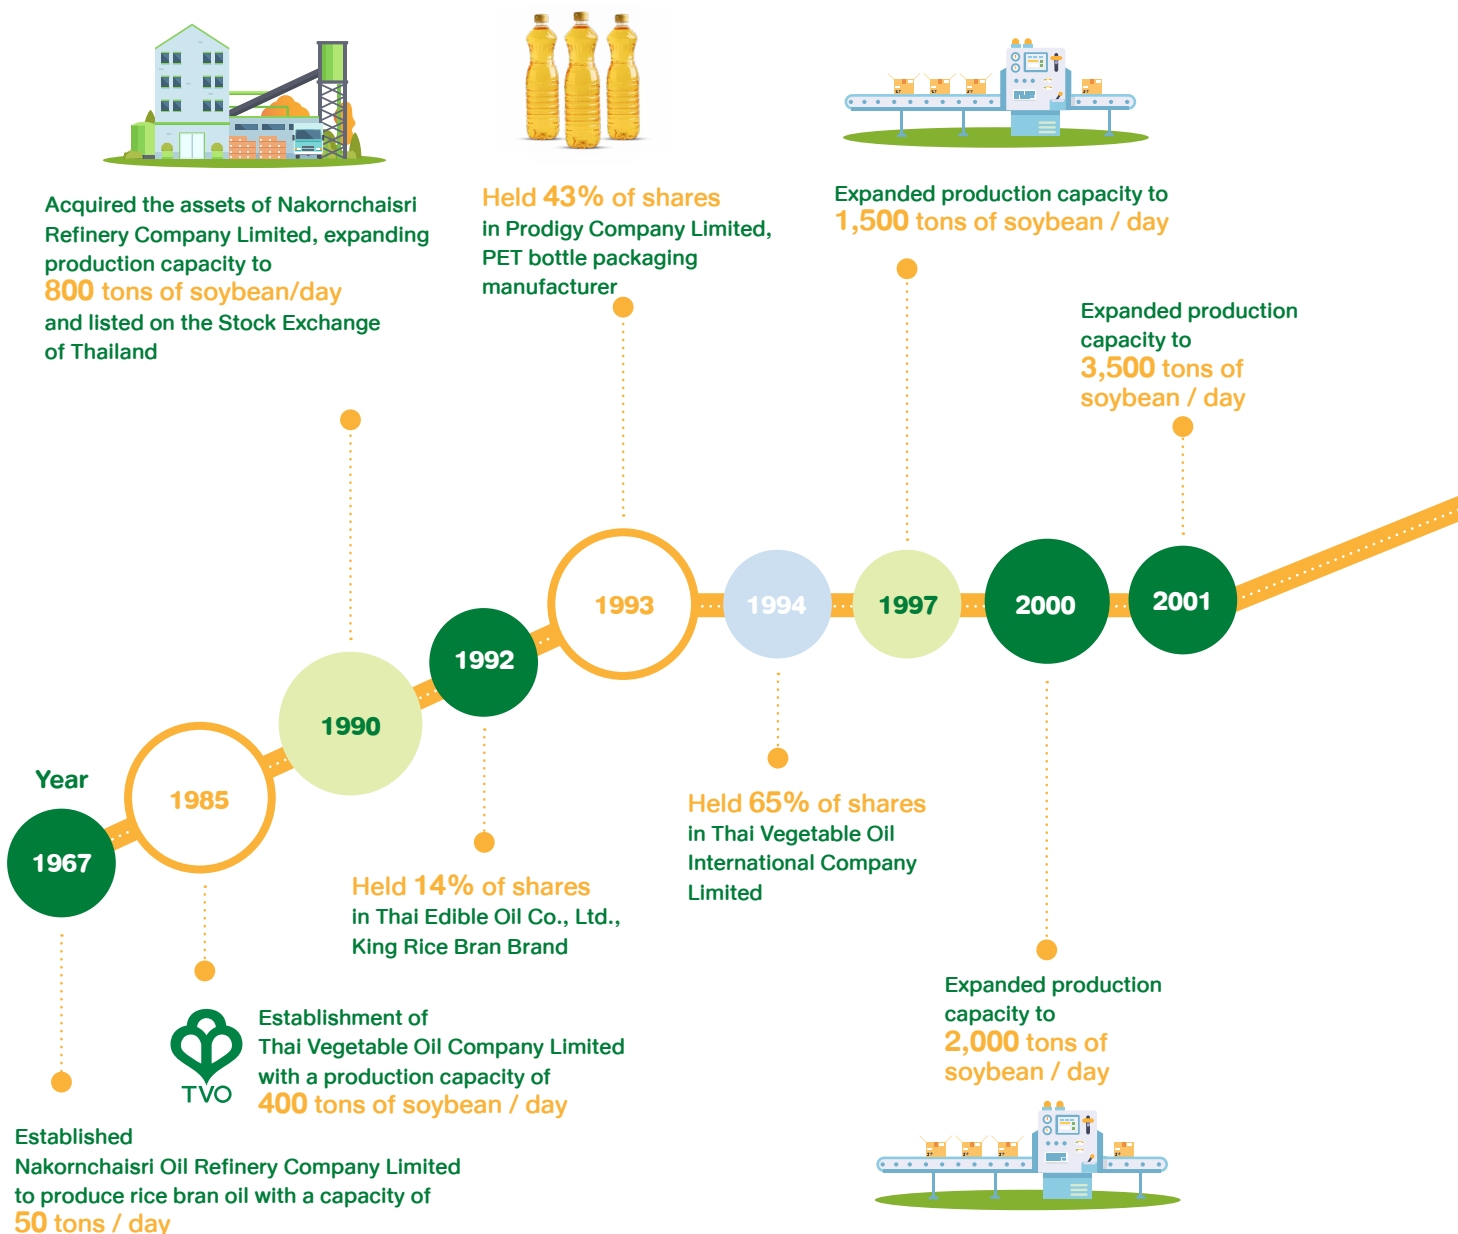 Acquired the assets of Nakornchaisri
Refinery Company Limited, expanding
production capacity to
800 tons of soybean/day
and listed on the Stock Exchange
of Thailand
Held 43% of shares
in Prodigy Company Limited,
PET bottle packaging
manufacturer
Expanded production capacity to
1,500 tons of soybean / day
Expanded production
capacity to
3,500 tons of
soybean / day
Year
1967
1985
1990
1992
1993
1994
1997
2000
2001
Held 14% of shares
in Thai Edible Oil Co., Ltd.,
King Rice Bran Brand
Held 65% of shares
in Thai Vegetable Oil
International Company
Limited
TVO
Establishment of
Thai Vegetable Oil Company Limited
with a production capacity of
400 tons of soybean / day
Expanded production
capacity to
2,000 tons of
soybean / day
Established
Nakornchaisri Oil Refinery Company Limited
to produce rice bran oil with a capacity of
50 tons / day